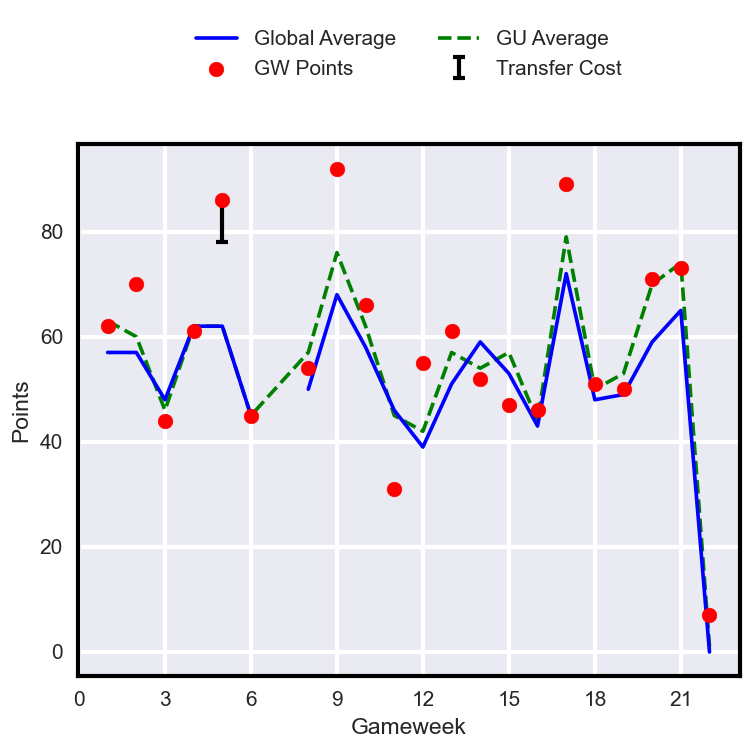 Global Average GU Average
GW Points Transfer Cost
80
60
40
20
0
Points
0 3 6 9 12 15 18 21
Gameweek